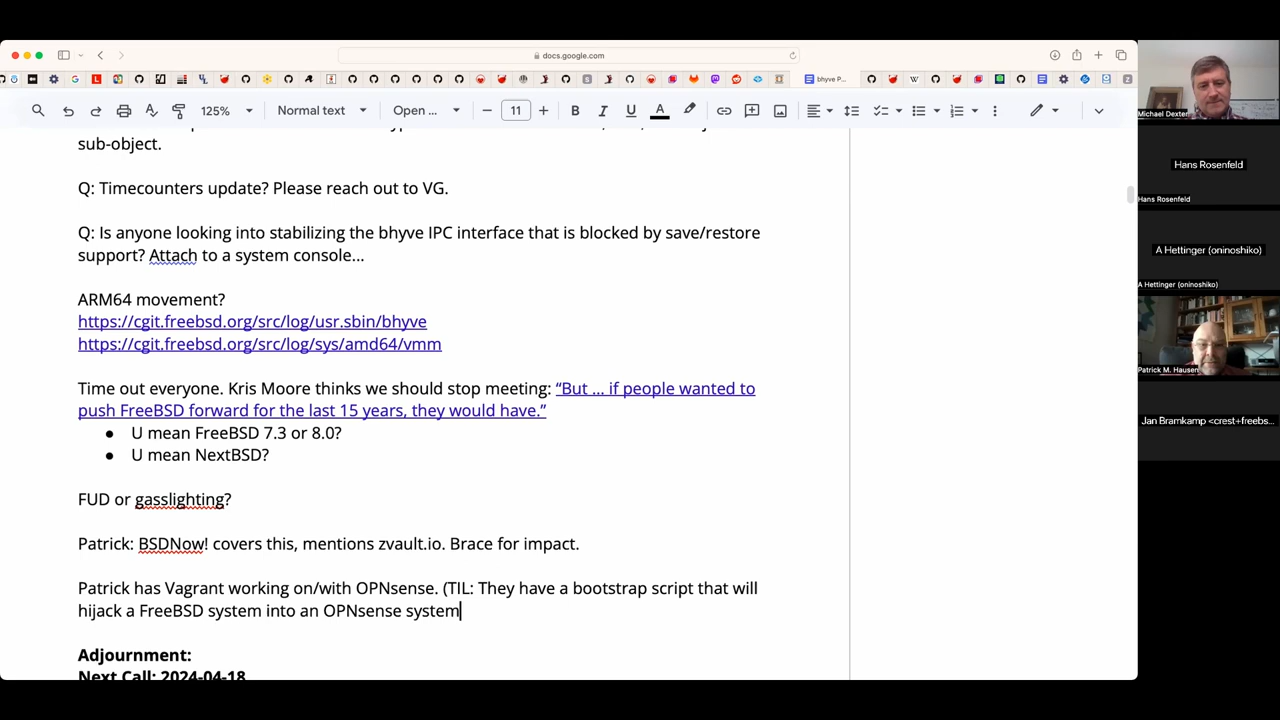 docs.google.com
bhyve P...
125%
Normal text
Open ...
11
sub-object.
Q: Timecounters update? Please reach out to VG.
Q: Is anyone looking into stabilizing the bhyve IPC interface that is blocked by save/restore
support? Attach to a system console...
ARM64 movement?
https://cgit.freebsd.org/src/log/usr.sbin/bhyve
https://cgit.freebsd.org/src/log/sys/amd64/vmm
Time out everyone. Kris Moore thinks we should stop meeting: “But ... if people wanted to
push FreeBSD forward for the last 15 years, they would have.”
● U mean FreeBSD 7.3 or 8.0?
● U mean NextBSD?
FUD or gasslighting?
Patrick: BSDNow! covers this, mentions zvault.io. Brace for impact.
Patrick has Vagrant working on/with OPNsense. (TIL: They have a bootstrap script that will
hijack a FreeBSD system into an OPNsense system
Adjournment:
Next Call: 2024-04-18
Michael Dexter
Hans Rosenfeld
Hans Rosenfeld
A Hettinger (oninoshiko)
A Hettinger (oninoshiko)
Patrick M. Hausen
Jan Bramkamp <crest+freebs...